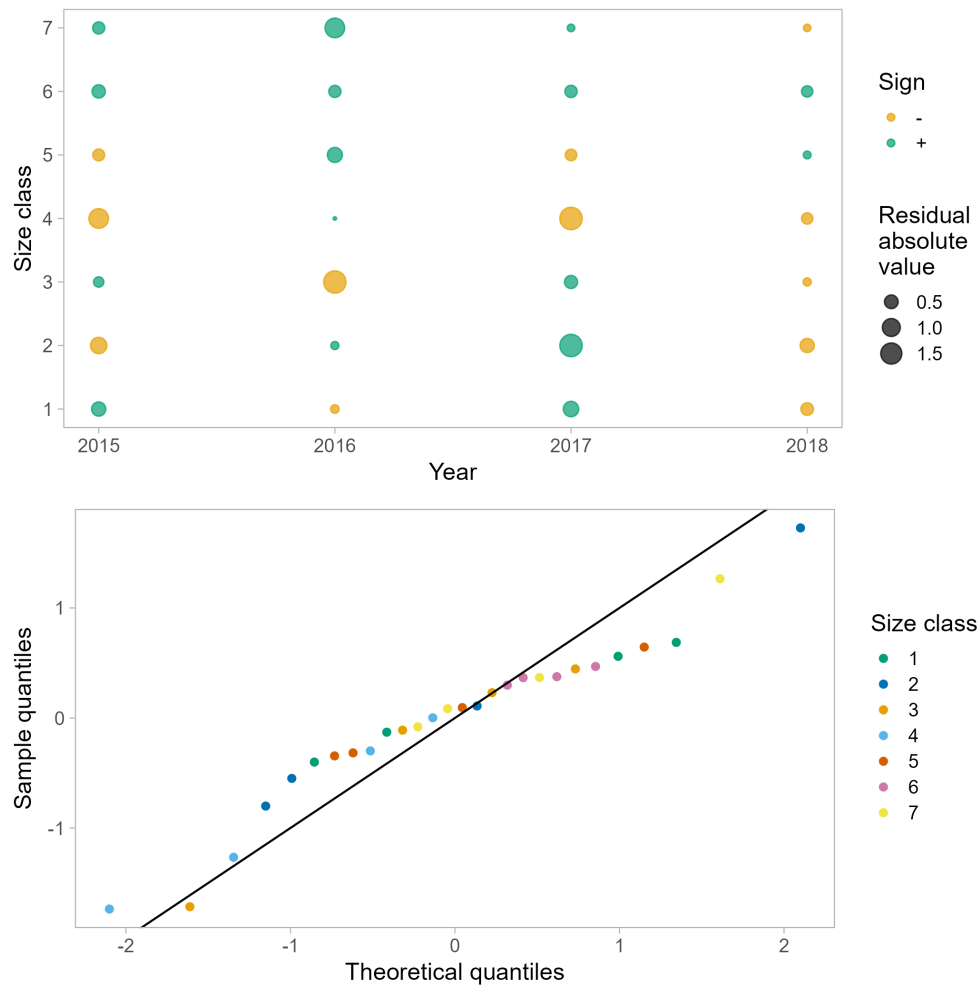 7
6
5
4
3
2
1
Size class
2015 2016 2017 2018
Year
Sign
-
+
Residual
absolute
value
0.5
1.0
1.5
1
0
-1
Sample quantiles
-2 -1 0 1 2
Theoretical quantiles
Size class
1
2
3
4
5
6
7